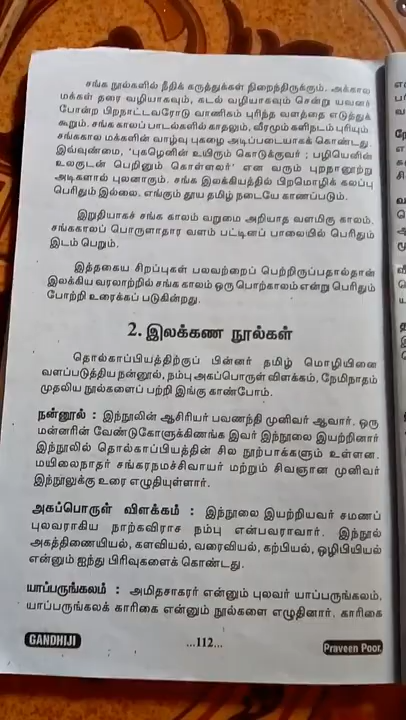 சங்க நூல்களில் நீதிக் கருத்துக்கள் நிறைந்திருக்கும். அக்கால
மக்கள் தரை வழியாகவும், கடல் வழியாகவும் சென்று யவனர்
போன்ற பிறநாட்டவரோடு வாணிகம் புரிந்த வளத்தை எடுத்துக்
கூறும். சங்க காலப் பாடல்களில் காதலும், வீரமும் களிநடம் புரியும்.
சங்ககால மக்களின் வாழ்வு புகழை அடிப்படையாகக் கொண்டது.
இவ்வுண்மை, 'புகழெனின் உயிரும் கொடுக்குவர் ; பழியெனின்
உலகுடன் பெறினும் கொள்ளலர்' என வரும் புறநானூற்று
அடிகளால் புலனாகும். சங்க இலக்கியத்தில் பிறமொழிக் கலப்பு
பெரிதும் இல்லை. எங்கும் தூய தமிழ் நடையே காணப்படும்.
இறுதியாகச் சங்க காலம் வறுமை அறியாத வளமிகு காலம்.
சங்ககாலப் பொருளாதார வளம் பட்டினப் பாலையில் பெரிதும்
இடம் பெறும்.
இத்தகைய சிறப்புகள் பலவற்றைப் பெற்றிருப்பதால்தான்
இலக்கிய வரலாற்றில் சங்க காலம் ஒரு பொற்காலம் என்று பெரிதும்
போற்றி உரைக்கப் படுகின்றது.
2. இலக்கண நூல்கள்
தொல்காப்பியத்திற்குப் பின்னர் தமிழ் மொழியினை
வளப்படுத்திய நன்னூல், நம்பு அகப்பொருள் விளக்கம், நேமிநாதம்
முதலிய நூல்களைப் பற்றி இங்கு காண்போம்.
நன்னூல் : இந்நூலின் ஆசிரியர் பவணந்தி முனிவர் ஆவார். ஒரு
மன்னரின் வேண்டுகோளுக்கிணங்க இவர் இந்நூலை இயற்றினார்
இந்நூலில் தொல்காப்பியத்தின் சில நூற்பாக்களும் உள்ளன.
மயிலைநாதர் சங்கரநமச்சிவாயர் மற்றும் சிவஞான முனிவர்
இந்நூலுக்கு உரை எழுதியுள்ளார்.
அகப்பொருள் விளக்கம் : இந்நூலை இயற்றியவர் சமணப்
புலவராகிய நாற்கவிராச நம்பு என்பவராவார். இந்நூல்
அகத்திணையியல், களவியல், வரைவியல், கற்பியல், ஒழிபியியல்
என்னும் ஐந்து பிரிவுகளைக் கொண்டது.
யாப்பருங்கலம் : அமிதசாகரர் என்னும் புலவர் யாப்பருங்கலம்,
யாப்பருங்கலக் காரிகை என்னும் நூல்களை எழுதினார். காரிகை
GANDHIJI
...112...
Praveen Poor